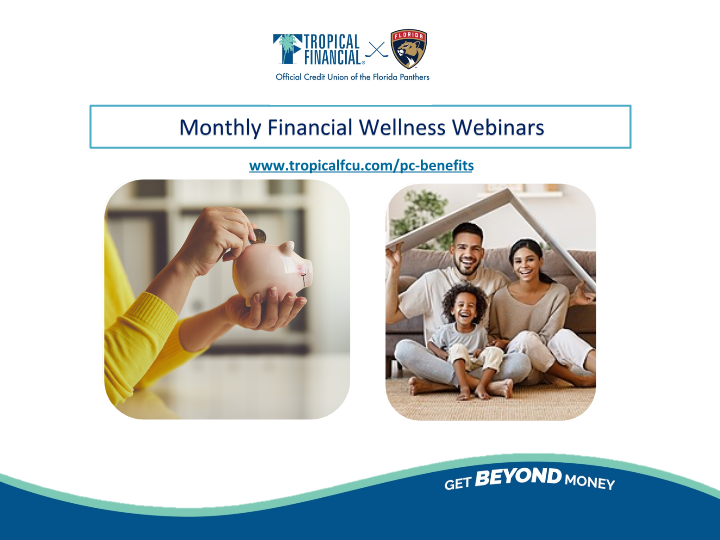 TROPICAL
FINANCIAL®
FLORIDA
Official Credit Union of the Florida Panthers
Monthly Financial Wellness Webinars
www.tropicalfcu.com/pc-benefits
GET BEYOND MONEY